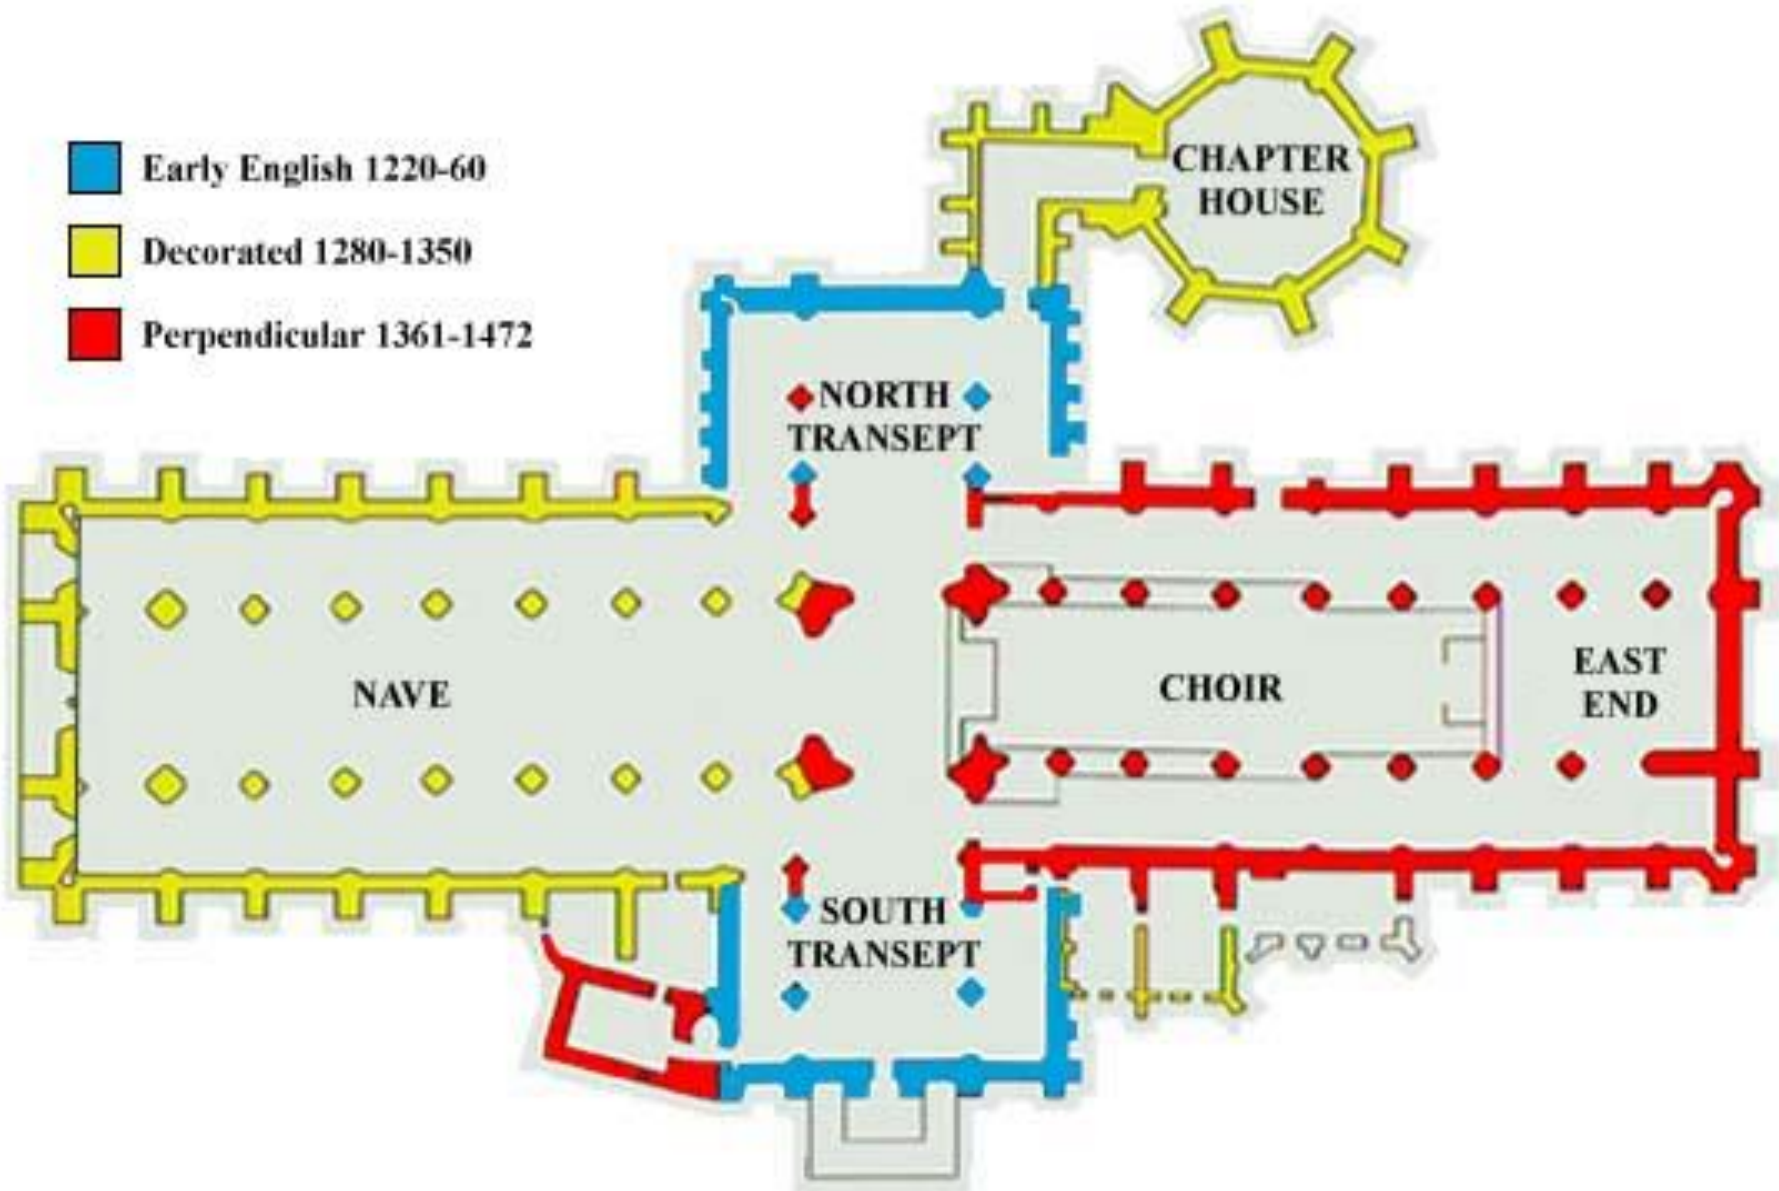 Early English 1220-60
Decorated 1280-1350
Perpendicular 1361-1472
CHAPTER
HOUSE
NORTH
TRANSEPT
NAVE
CHOIR
EAST
END
SOUTH
TRANSEPT